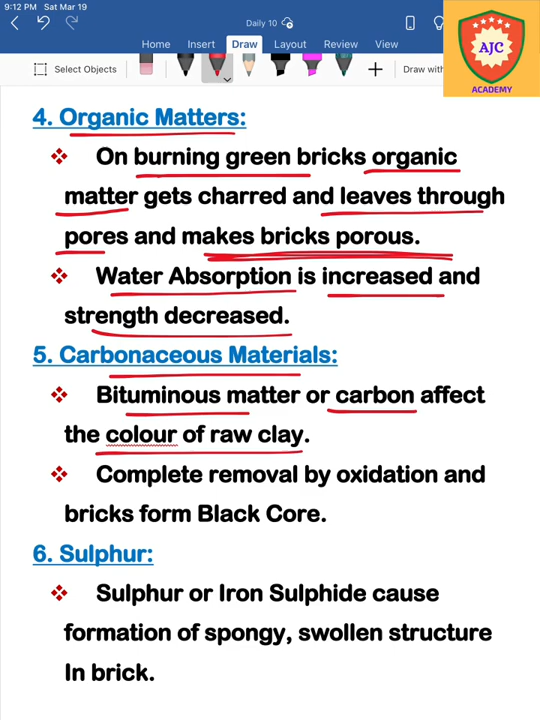 9:12 PM Sat Mar 19
Daily 10
Home Insert Draw Layout Review View
Select Objects
Draw with
AJC
ACADEMY
4. Organic Matters:
On burning green bricks organic
matter gets charred and leaves through
pores and makes bricks porous.
Water Absorption is increased and
strength decreased.
5. Carbonaceous Materials:
Bituminous matter or carbon affect
the colour of raw clay.
Complete removal by oxidation and
bricks form Black Core.
6. Sulphur:
Sulphur or Iron Sulphide cause
formation of spongy, swollen structure
In brick.